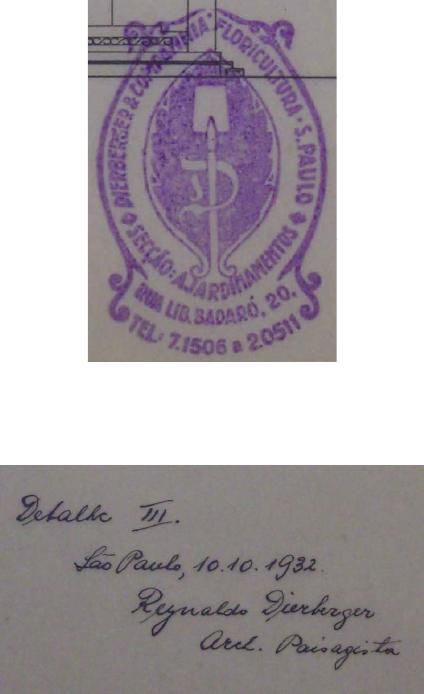 DIERBERGER & COMPANHIA · FLORICULTURA · S. PAULO
SECÇÃO: AJARDINAMENTOS
RUA LIB. BADARÓ, 20.
TEL: 7.1506 e 2.0511
Detalhe III.
São Paulo, 10.10.1932.
Reynaldo Dierberger
Arch. Paisagista